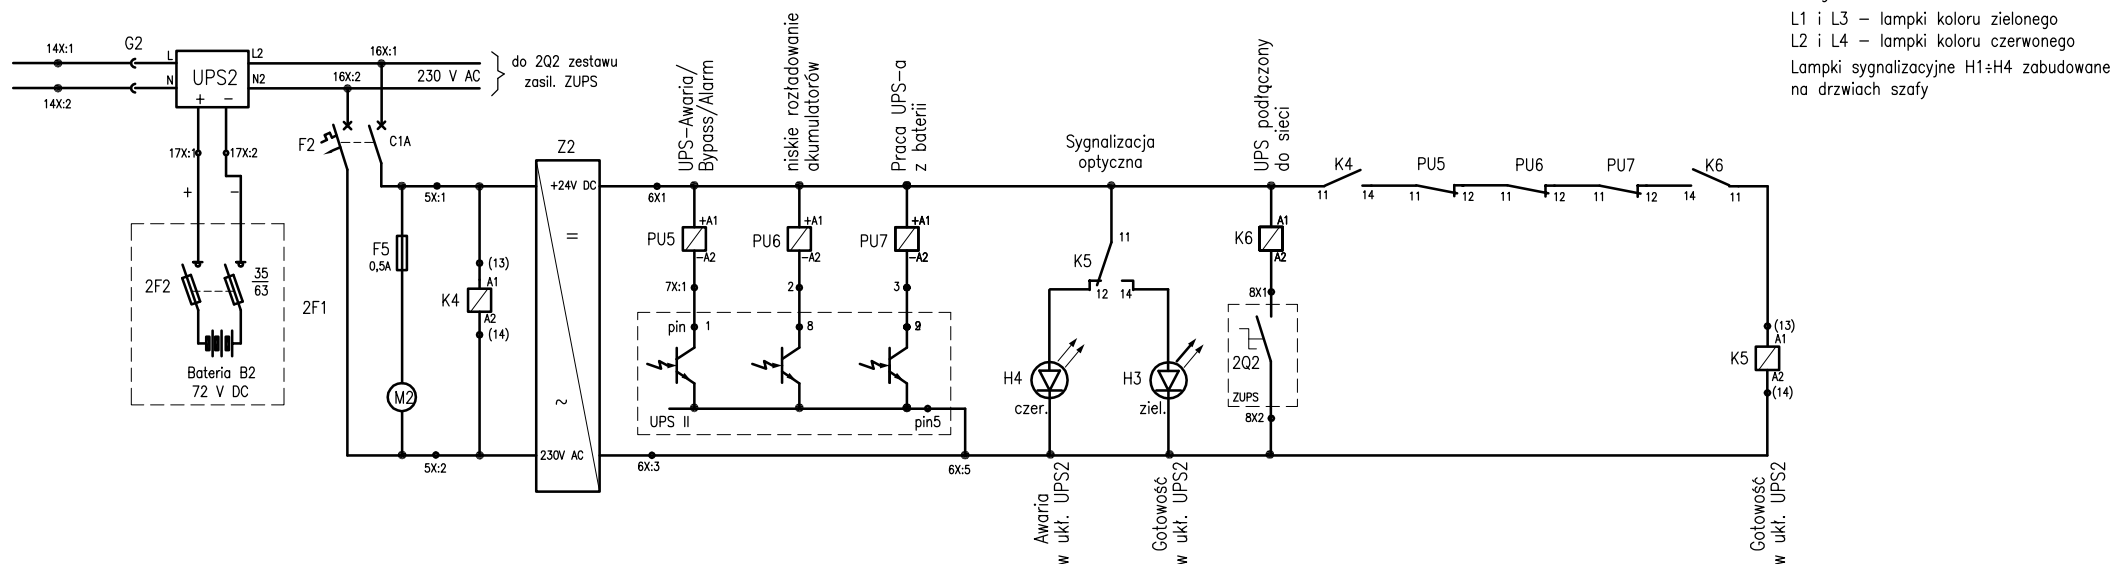 L1 i L3 – lampki koloru zielonego
L2 i L4 – lampki koloru czerwonego
Lampki sygnalizacyjne H1÷H4 zabudowane
na drzwiach szafy
14X:1
G2
L
UPS2
N
+
–
L2
N2
14X:2
16X:1
16X:2
230 V AC
do 2Q2 zestawu
zasil. ZUPS
17X:1
17X:2
+
–
2F2
35
63
Bateria B2
72 V DC
2F1
F2
C1A
5X:1
F5
0,5A
M2
K4
(13)
A1
A2
(14)
5X:2
Z2
+24V DC
=
~
230V AC
6X1
UPS-Awaria/
Bypass/Alarm
niskie rozładowanie
akumulatorów
Praca UPS-a
z baterii
PU5
+A1
-A2
PU6
+A1
-A2
PU7
+A1
-A2
7X:1
2
3
pin
1
8
UPS II
pin5
6X:3
6X:5
Sygnalizacja
optyczna
K5
11
12
14
H4
czer.
H3
ziel.
Awaria
w ukł. UPS2
Gotowość
w ukł. UPS2
UPS podłączony
do sieci
K6
A1
A2
8X1
2Q2
ZUPS
8X2
K4
11
14
PU5
11
12
PU6
11
12
PU7
11
12
K6
14
11
K5
(13)
A1
A2
(14)
Gotowość
w ukł. UPS2